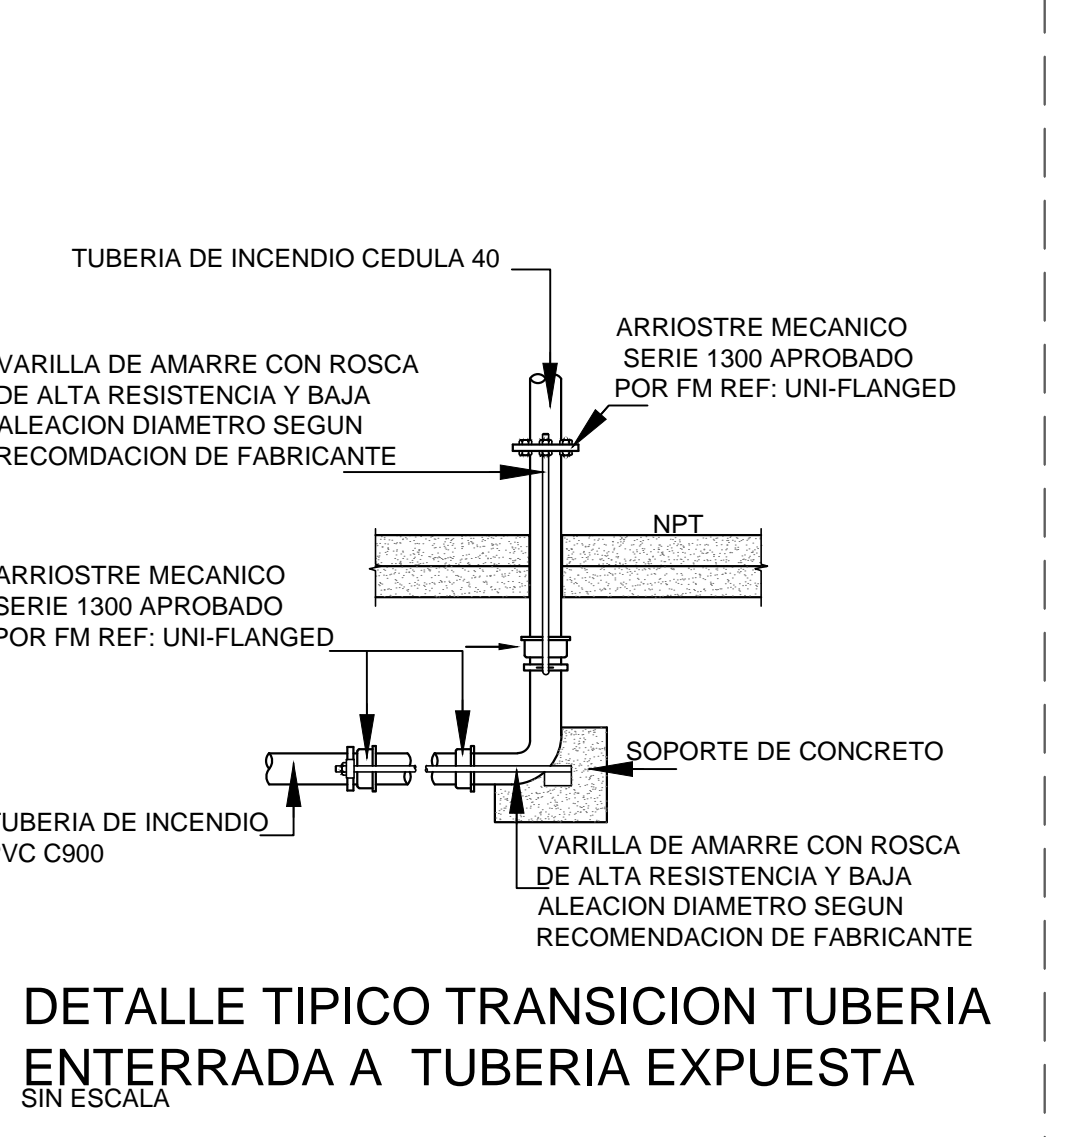 TUBERIA DE INCENDIO CEDULA 40
ARRIOSTRE MECANICO
SERIE 1300 APROBADO
POR FM REF: UNI-FLANGED
VARILLA DE AMARRE CON ROSCA
DE ALTA RESISTENCIA Y BAJA
ALEACION DIAMETRO SEGUN
RECOMDACION DE FABRICANTE
NPT
ARRIOSTRE MECANICO
SERIE 1300 APROBADO
POR FM REF: UNI-FLANGED
SOPORTE DE CONCRETO
TUBERIA DE INCENDIO
PVC C900
VARILLA DE AMARRE CON ROSCA
DE ALTA RESISTENCIA Y BAJA
ALEACION DIAMETRO SEGUN
RECOMENDACION DE FABRICANTE
DETALLE TIPICO TRANSICION TUBERIA
ENTERRADA A TUBERIA EXPUESTA
SIN ESCALA